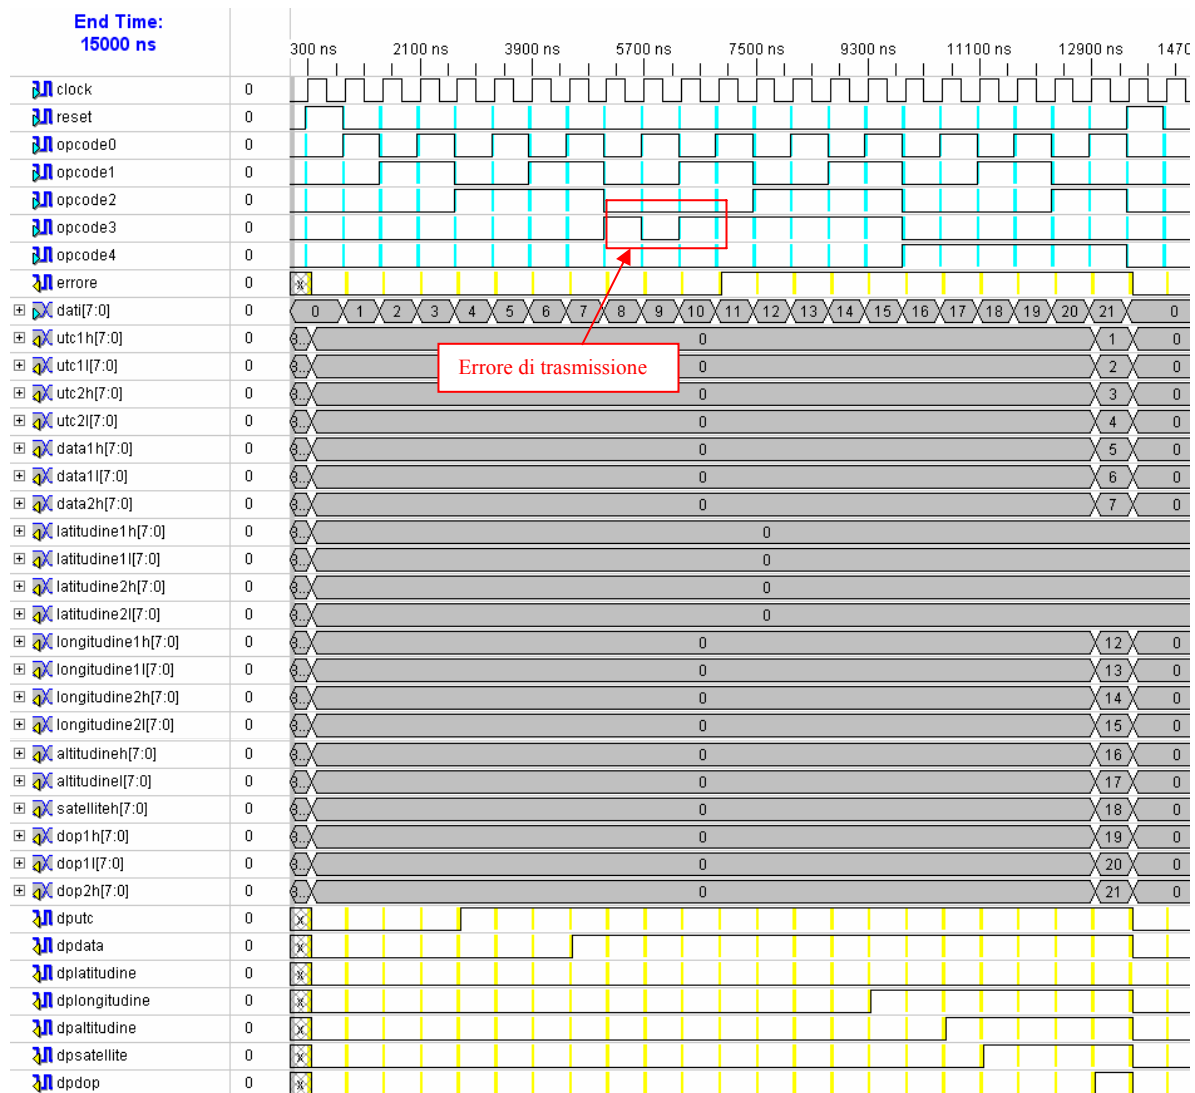 End Time:
15000 ns
300 ns 2100 ns 3900 ns 5700 ns 7500 ns 9300 ns 11100 ns 12900 ns 1470
clock 0
reset 0
opcode0 0
opcode1 0
opcode2 0
opcode3 0
opcode4 0
errore 0 x
dati[7:0] 0 0 1 2 3 4 5 6 7 8 9 10 11 12 13 14 15 16 17 18 19 20 21 0
utc1h[7:0] 0 0 1 0
Errore di trasmissione
utc1l[7:0] 0 2 0
utc2h[7:0] 0 0 3 0
utc2l[7:0] 0 0 4 0
data1h[7:0] 0 0 5 0
data1l[7:0] 0 0 6 0
data2h[7:0] 0 0 7 0
latitudine1h[7:0] 0 0
latitudine1l[7:0] 0 0
latitudine2h[7:0] 0 0
latitudine2l[7:0] 0 0
longitudine1h[7:0] 0 0 12 0
longitudine1l[7:0] 0 0 13 0
longitudine2h[7:0] 0 0 14 0
longitudine2l[7:0] 0 0 15 0
altitudineh[7:0] 0 0 16 0
altitudinel[7:0] 0 0 17 0
satelliteh[7:0] 0 0 18 0
dop1h[7:0] 0 0 19 0
dop1l[7:0] 0 0 20 0
dop2h[7:0] 0 0 21 0
dputc 0 x
dpdata 0 x
dplatitudine 0 x
dplongitudine 0 x
dpaltitudine 0 x
dpsatellite 0 x
dpdop 0 x